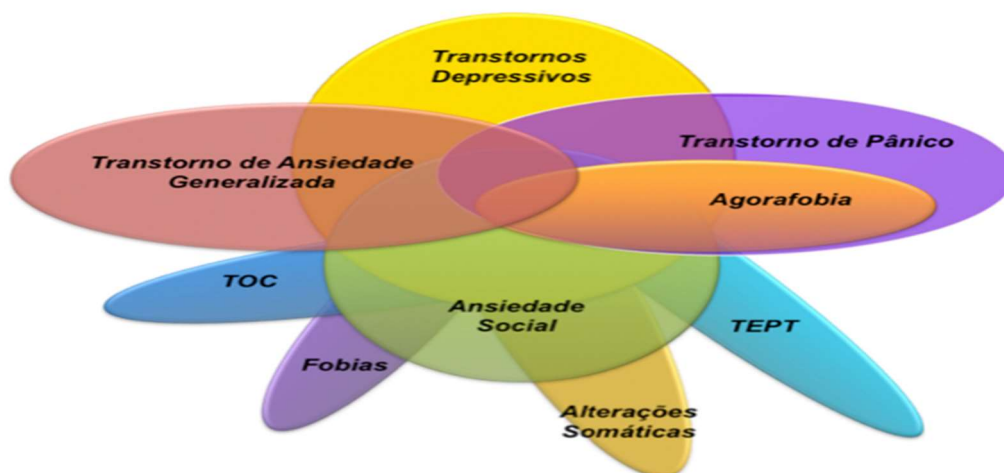 Transtornos
Depressivos
Transtorno de Pânico
Transtorno de Ansiedade
Generalizada
Agorafobia
TOC
Ansiedade
Social
TEPT
Fobias
Alterações
Somáticas